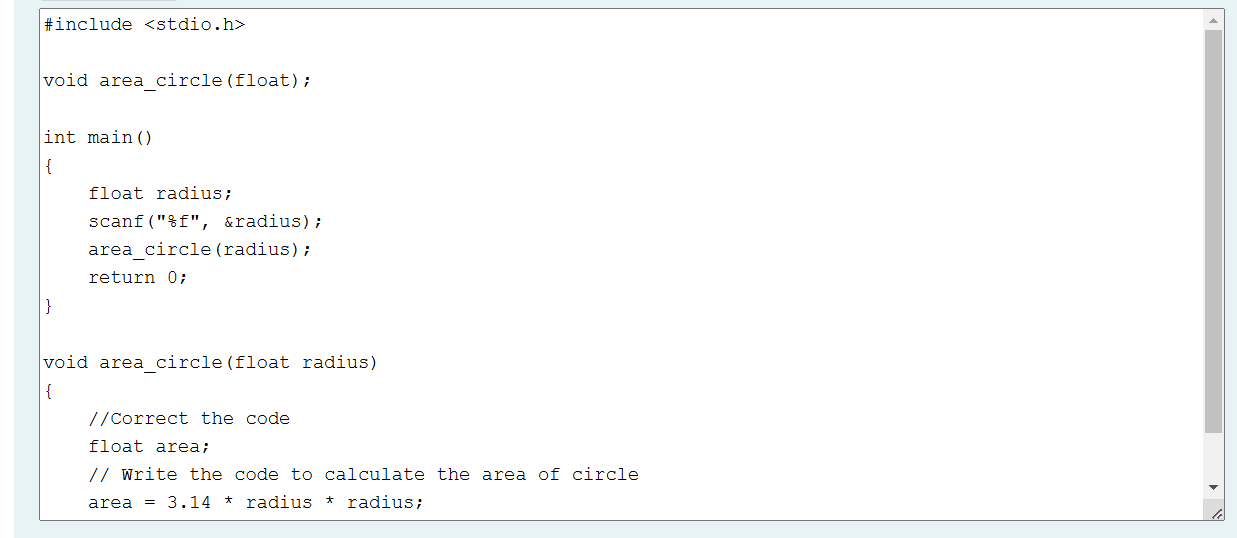 #include <stdio.h>
void area_circle(float);
int main()
{
float radius;
scanf("%f", &radius);
area_circle(radius);
return 0;
}
void area_circle(float radius)
{
//Correct the code
float area;
// Write the code to calculate the area of circle
area = 3.14 * radius * radius;